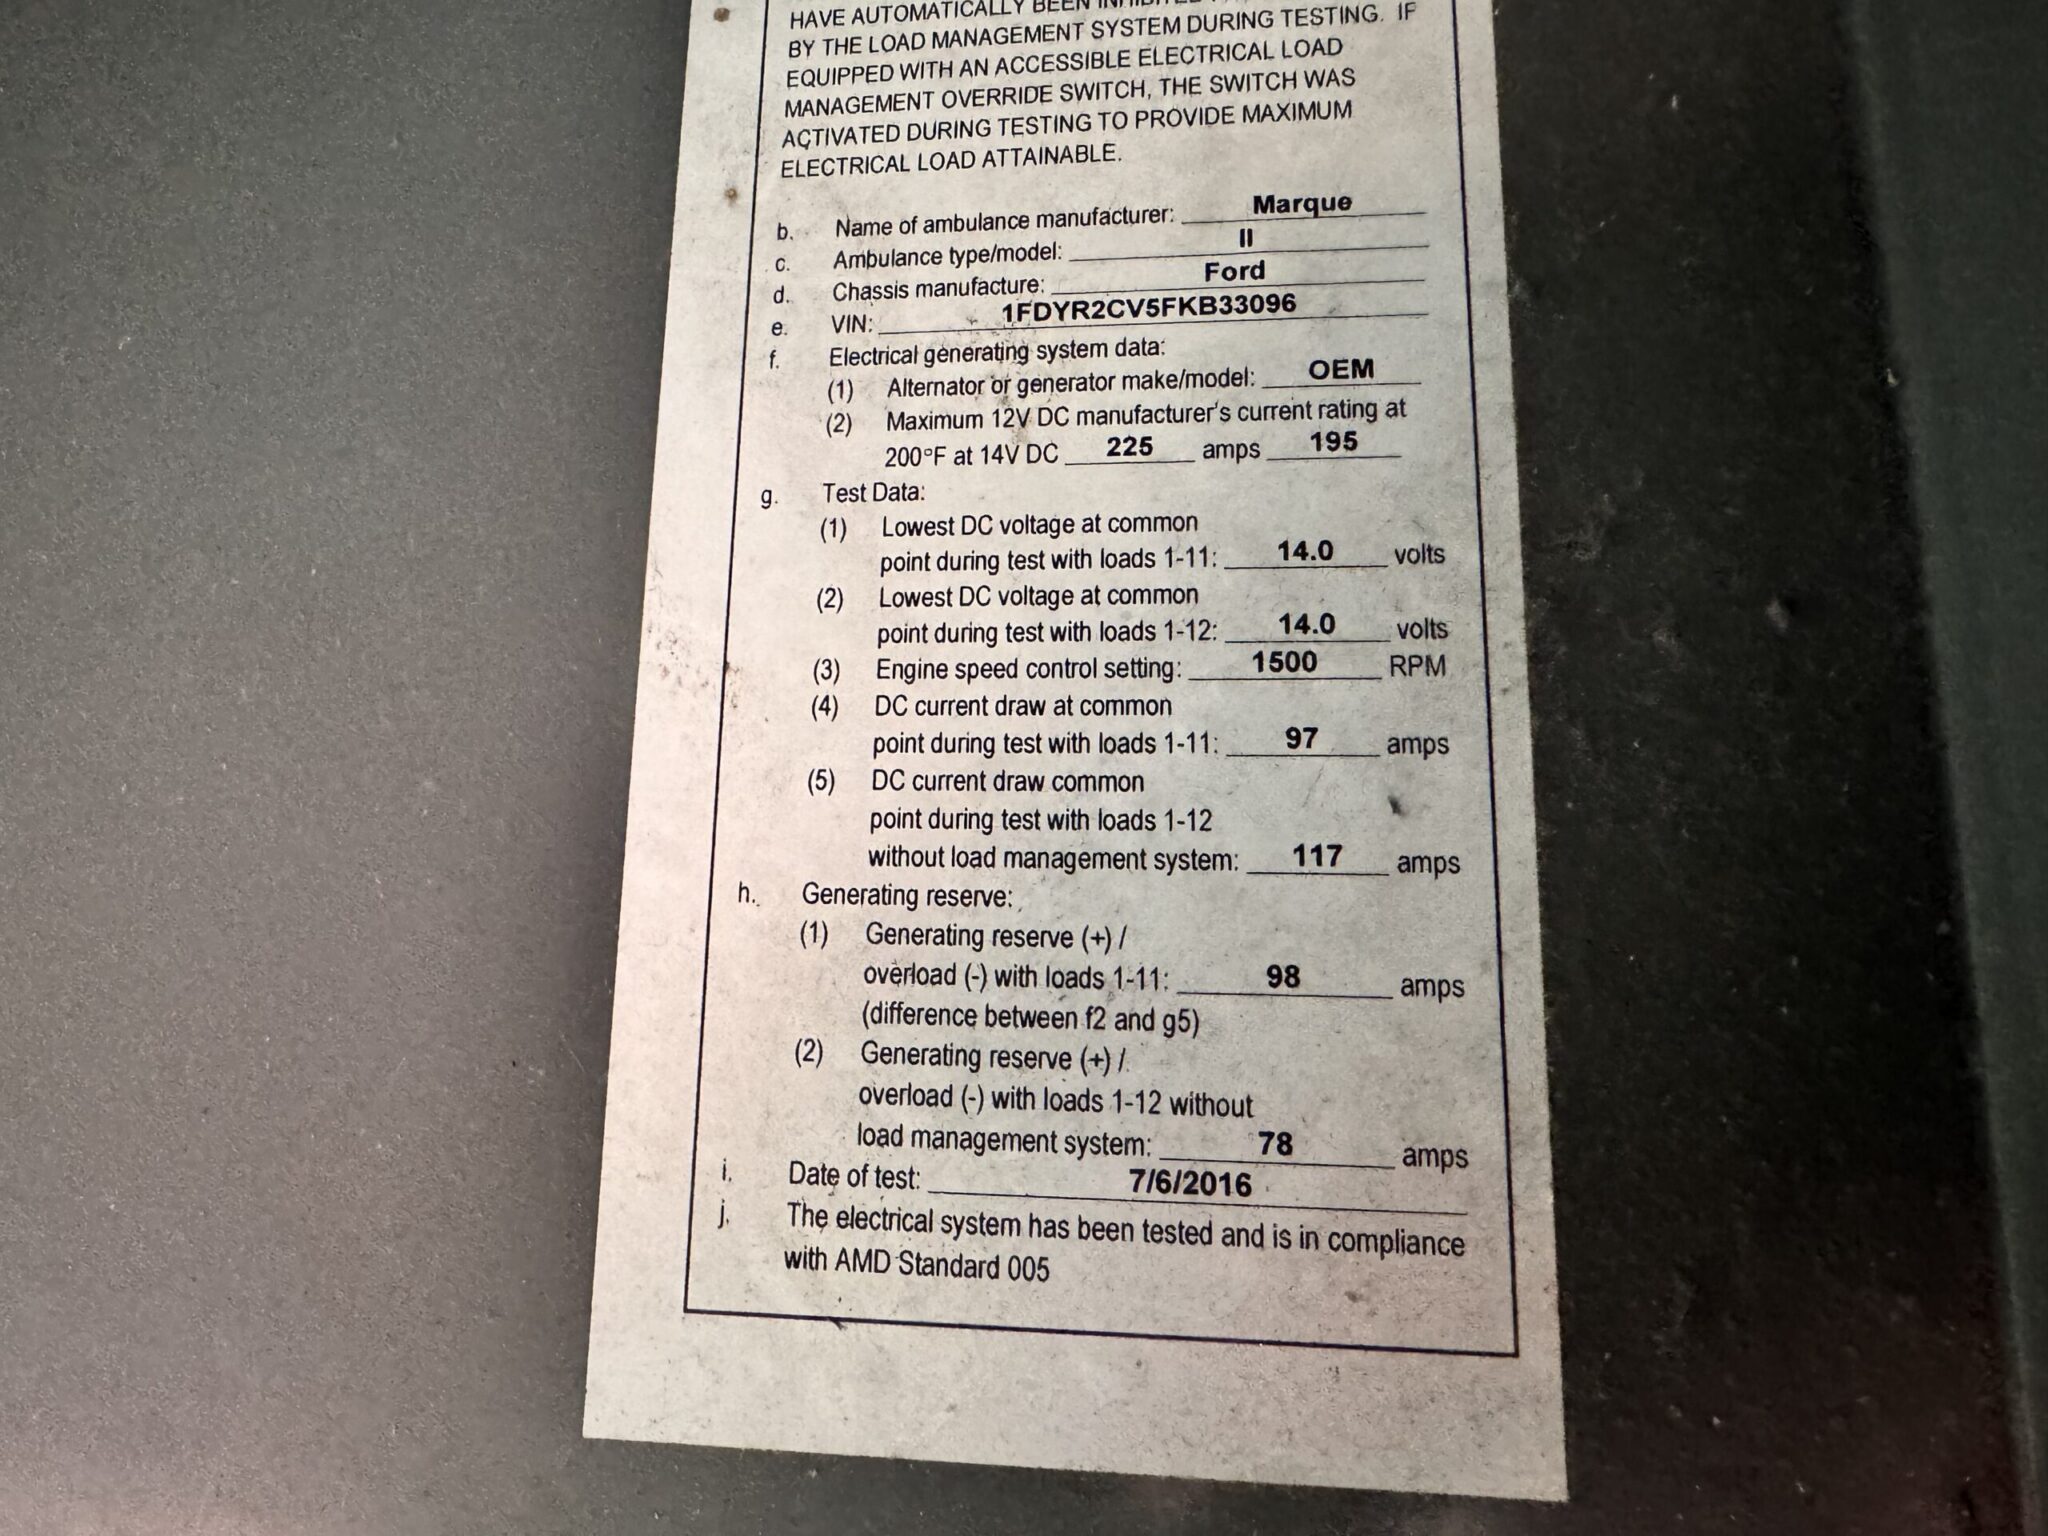 HAVE AUTOMATICALLY BEEN INHIBITED
BY THE LOAD MANAGEMENT SYSTEM DURING TESTING. IF
EQUIPPED WITH AN ACCESSIBLE ELECTRICAL LOAD
MANAGEMENT OVERRIDE SWITCH, THE SWITCH WAS
ACTIVATED DURING TESTING TO PROVIDE MAXIMUM
ELECTRICAL LOAD ATTAINABLE.
b. Name of ambulance manufacturer: Marque
c. Ambulance type/model: II
d. Chassis manufacture: Ford
e. VIN: 1FDYR2CV5FKB33096
f. Electrical generating system data:
(1) Alternator or generator make/model: OEM
(2) Maximum 12V DC manufacturer's current rating at
200°F at 14V DC 225 amps 195
g. Test Data:
(1) Lowest DC voltage at common
point during test with loads 1-11: 14.0 volts
(2) Lowest DC voltage at common
point during test with loads 1-12: 14.0 volts
(3) Engine speed control setting: 1500 RPM
(4) DC current draw at common
point during test with loads 1-11: 97 amps
(5) DC current draw common
point during test with loads 1-12
without load management system: 117 amps
h. Generating reserve:
(1) Generating reserve (+) /
overload (-) with loads 1-11: 98 amps
(difference between f2 and g5)
(2) Generating reserve (+) /
overload (-) with loads 1-12 without
load management system: 78 amps
i. Date of test: 7/6/2016
j. The electrical system has been tested and is in compliance
with AMD Standard 005